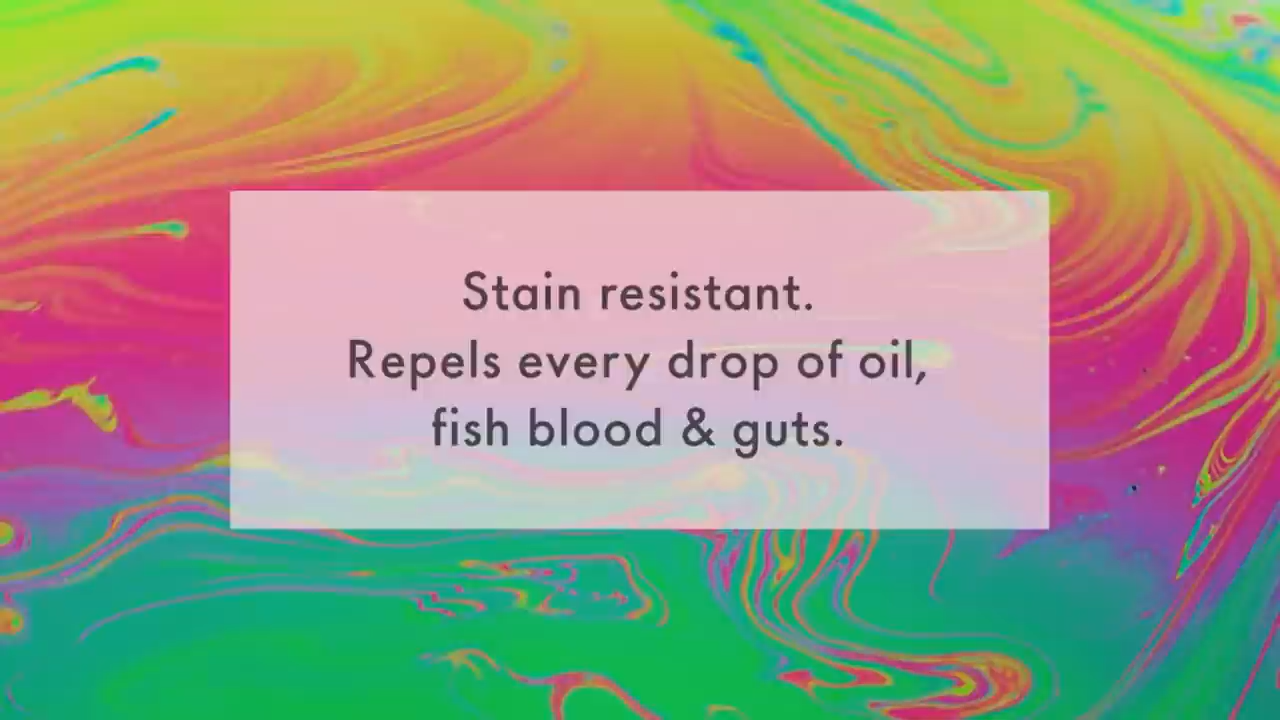 Stain resistant.
Repels every drop of oil,
fish blood & guts.